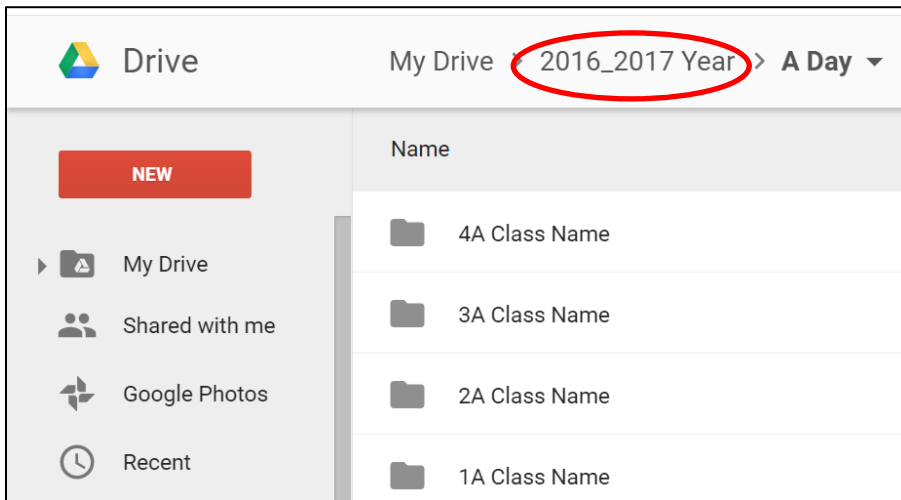 Drive
My Drive > 2016_2017 Year > A Day
NEW
My Drive
Shared with me
Google Photos
Recent
Name
4A Class Name
3A Class Name
2A Class Name
1A Class Name